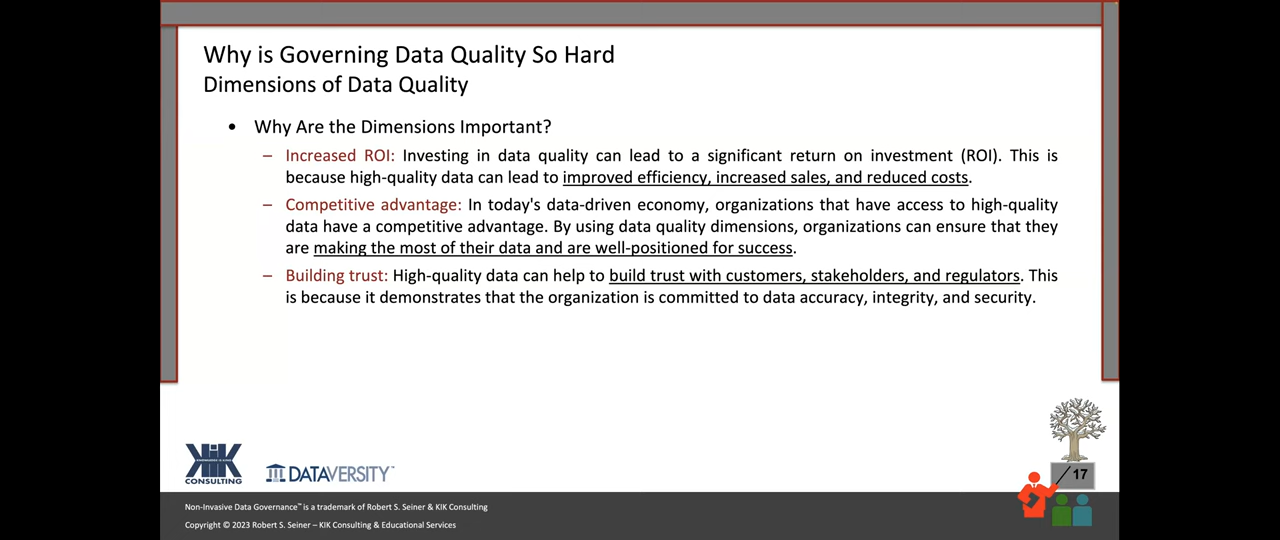 Why is Governing Data Quality So Hard
Dimensions of Data Quality
• Why Are the Dimensions Important?
– Increased ROI: Investing in data quality can lead to a significant return on investment (ROI). This is
because high-quality data can lead to improved efficiency, increased sales, and reduced costs.
– Competitive advantage: In today's data-driven economy, organizations that have access to high-quality
data have a competitive advantage. By using data quality dimensions, organizations can ensure that they
are making the most of their data and are well-positioned for success.
– Building trust: High-quality data can help to build trust with customers, stakeholders, and regulators. This
is because it demonstrates that the organization is committed to data accuracy, integrity, and security.
KIK
CONSULTING
DATAVERSITY™
17
Non-Invasive Data Governance™ is a trademark of Robert S. Seiner & KIK Consulting
Copyright © 2023 Robert S. Seiner – KIK Consulting & Educational Services